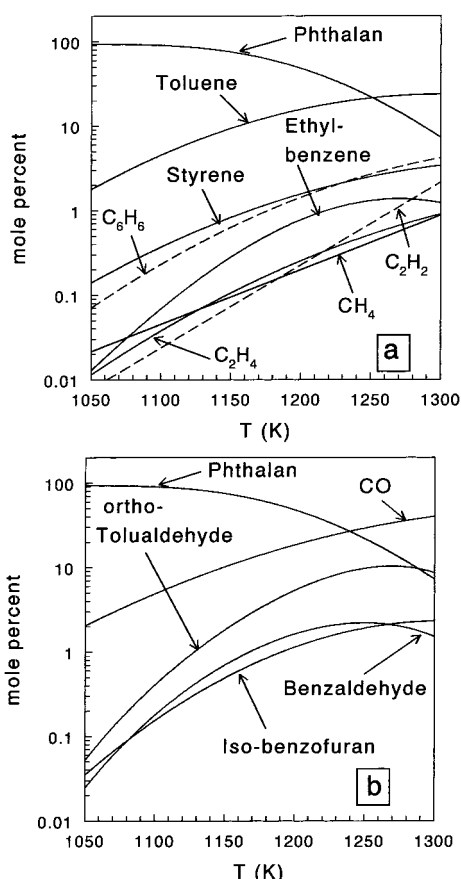 100
10
1
0.1
0.01
mole percent
Phthalan
Toluene
Ethyl-
benzene
Styrene
C6H6
C2H2
CH4
C2H4
a
1050 1100 1150 1200 1250 1300
T (K)
100
10
1
0.1
0.01
mole percent
Phthalan
CO
ortho-
Tolualdehyde
Benzaldehyde
Iso-benzofuran
b
1050 1100 1150 1200 1250 1300
T (K)